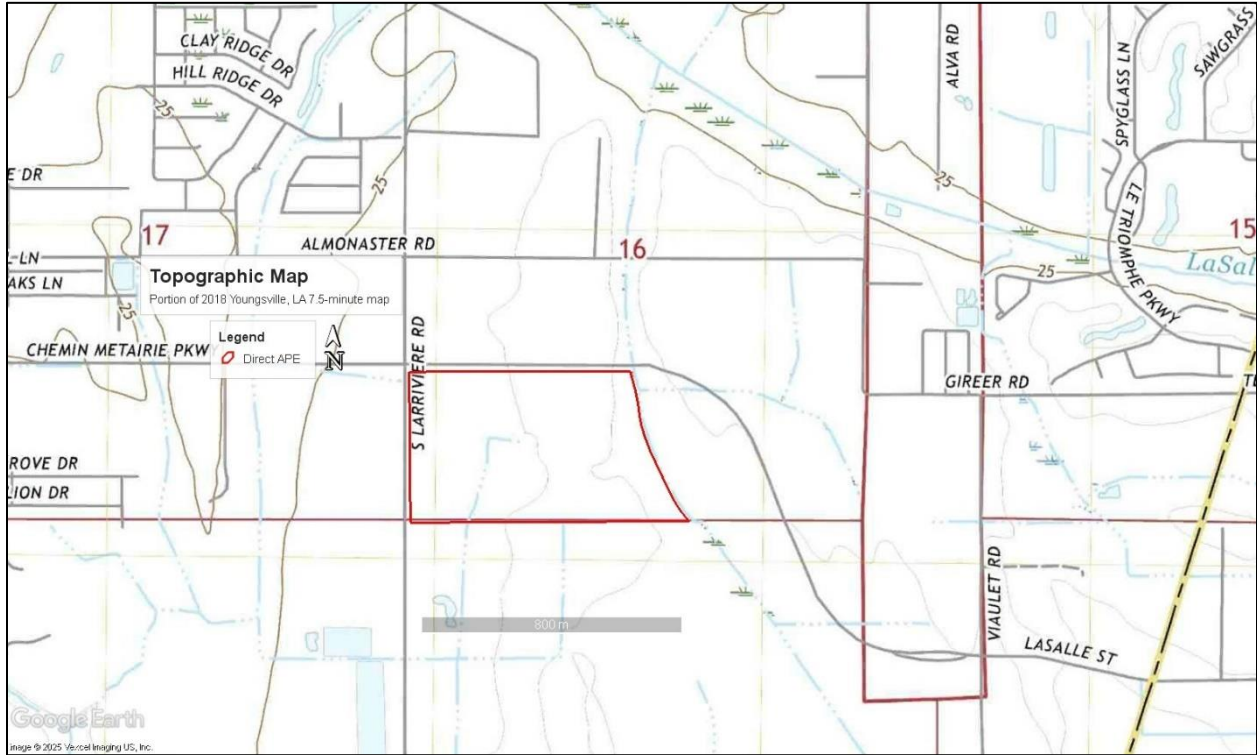 CLAY RIDGE DR
HILL RIDGE DR
25
25
E DR
17
ALMONASTER RD
L LN
AKS LN
25
Topographic Map
Portion of 2018 Youngsville, LA 7.5-minute map
Legend
Direct APE
N
CHEMIN METAIRIE PKWY
S LARRIVIERE RD
16
ALVA RD
25
SPYGLASS LN
SAWGRASS
LE TRIOMPHE PKWY
15
LaSal
25
GIREER RD
ROVE DR
LION DR
800 m
VIAULET RD
LASALLE ST
Google Earth
Image © 2025 Vexcel Imaging US, Inc.